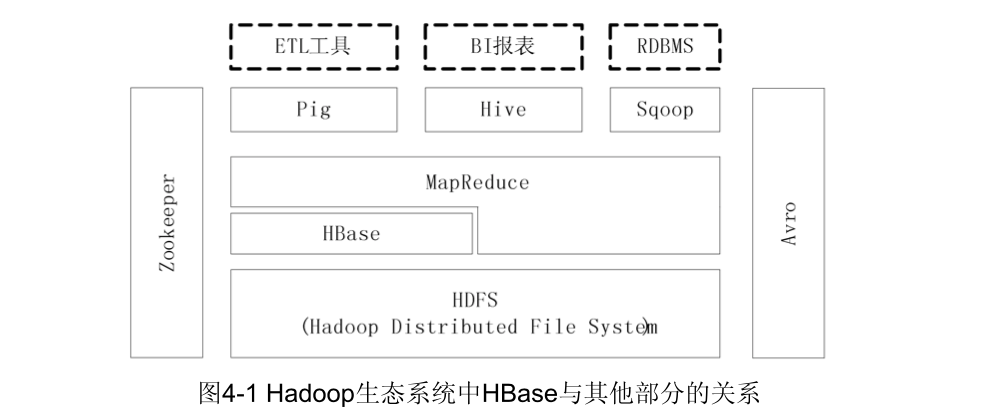 ETL工具 BI报表 RDBMS
Pig Hive Sqoop
Zookeeper
MapReduce
Avro
HBase
HDFS
(Hadoop Distributed File System)
图4-1 Hadoop生态系统中HBase与其他部分的关系